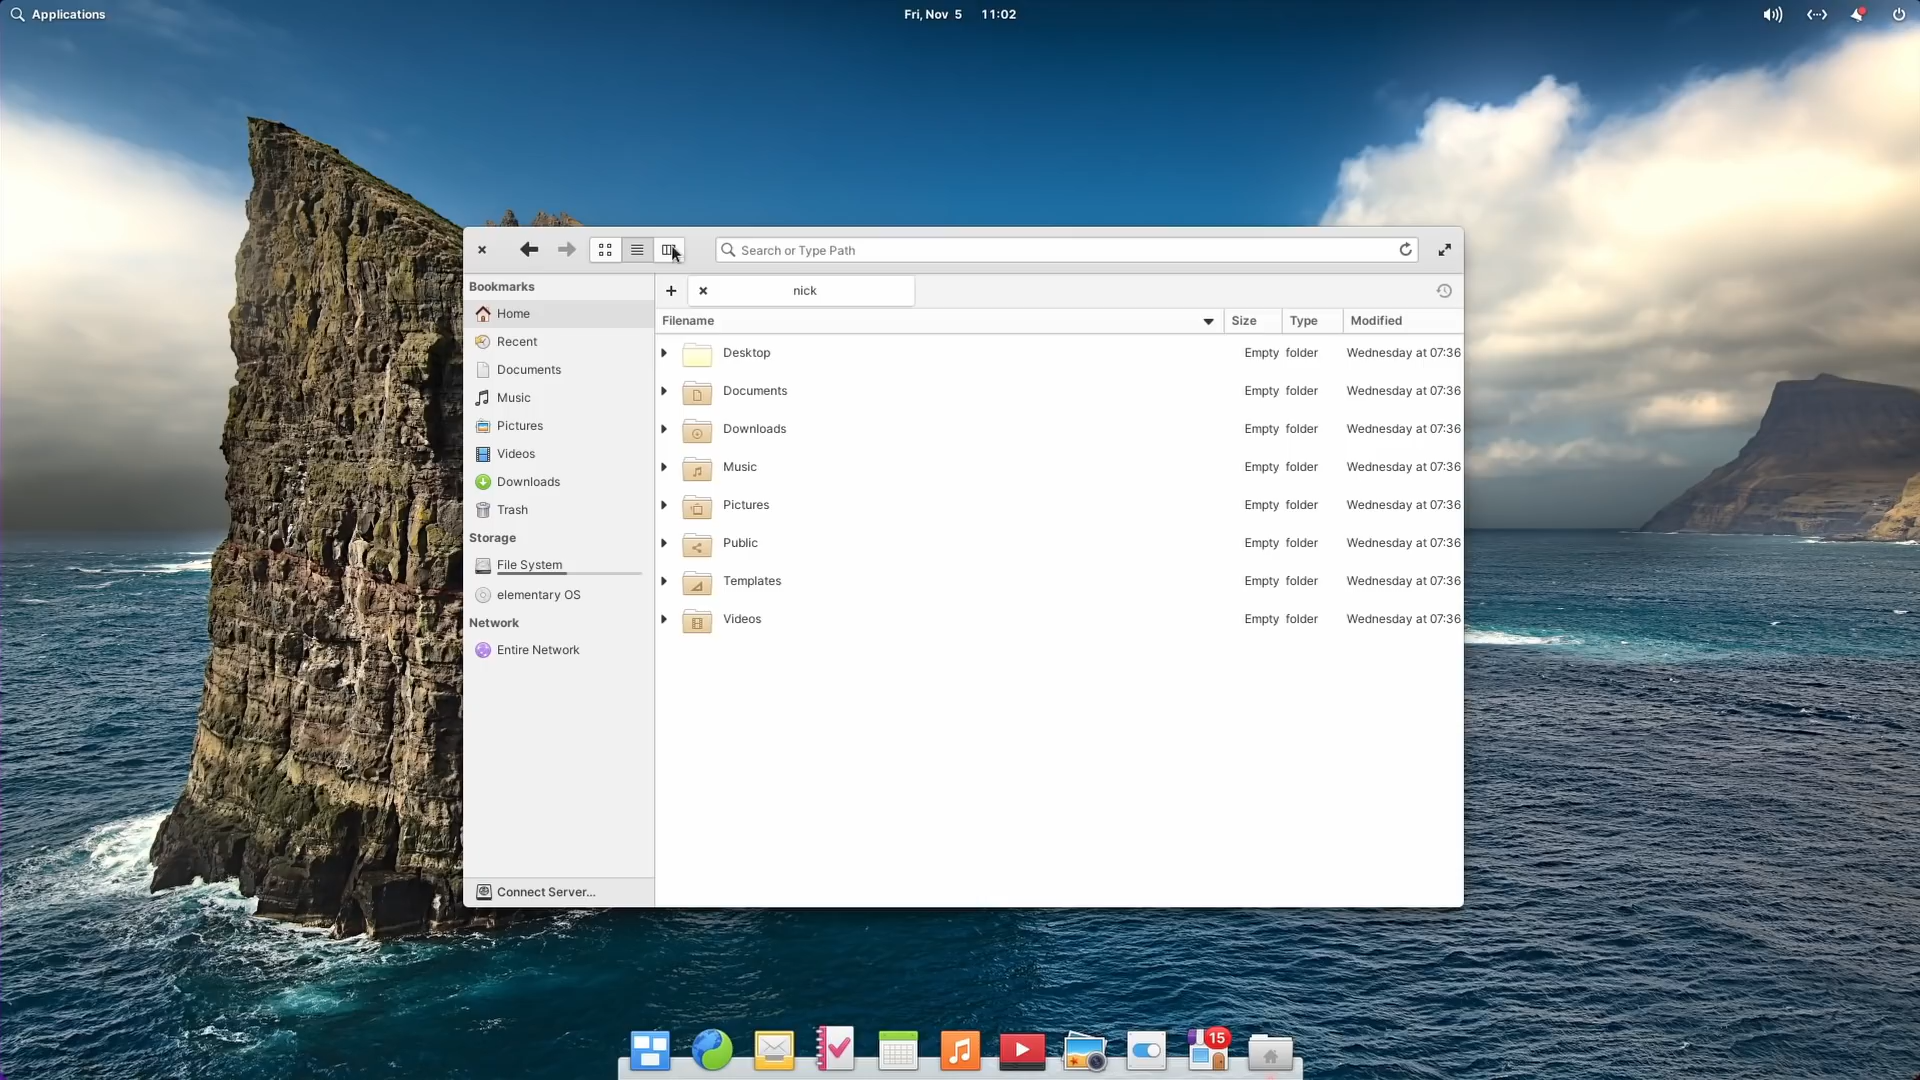 Applications
Fri, Nov 5 11:02
Search or Type Path
Bookmarks
Home
Recent
Documents
Music
Pictures
Videos
Downloads
Trash
Storage
File System
elementary OS
Network
Entire Network
Connect Server...
nick
Filename Size Type Modified
Desktop Empty folder Wednesday at 07:36
Documents Empty folder Wednesday at 07:36
Downloads Empty folder Wednesday at 07:36
Music Empty folder Wednesday at 07:36
Pictures Empty folder Wednesday at 07:36
Public Empty folder Wednesday at 07:36
Templates Empty folder Wednesday at 07:36
Videos Empty folder Wednesday at 07:36
15